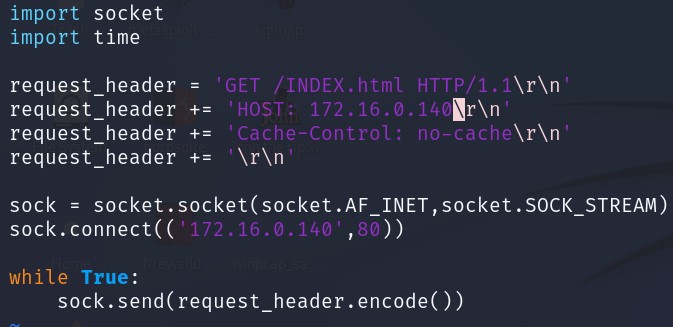 import socket
import time
request_header = 'GET /INDEX.html HTTP/1.1\r\n'
request_header += 'HOST: 172.16.0.140\r\n'
request_header += 'Cache-Control: no-cache\r\n'
request_header += '\r\n'
sock = socket.socket(socket.AF_INET,socket.SOCK_STREAM)
sock.connect(('172.16.0.140',80))
while True:
    sock.send(request_header.encode())
~